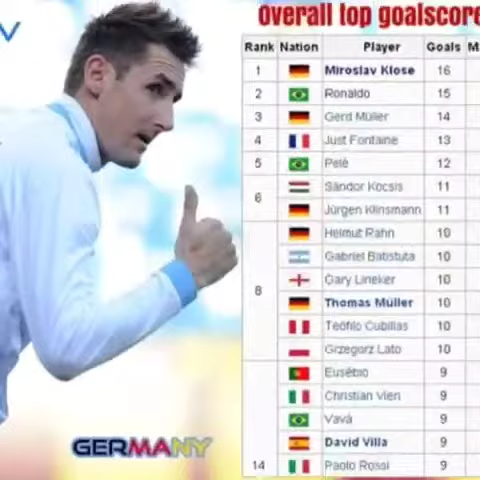 V
overall top goalscore
Rank Nation Player Goals M
1 Miroslav Klose 16
2 Ronaldo 15
3 Gerd Müller 14
4 Just Fontaine 13
5 Pelé 12
6 Sándor Kocsis 11
Jürgen Klinsmann 11
8 Helmut Rahn 10
Gabriel Batistuta 10
Gary Lineker 10
Thomas Müller 10
Teófilo Cubillas 10
Grzegorz Lato 10
14 Eusébio 9
Christian Vieri 9
Vavá 9
David Villa 9
Paolo Rossi 9
GERMANY